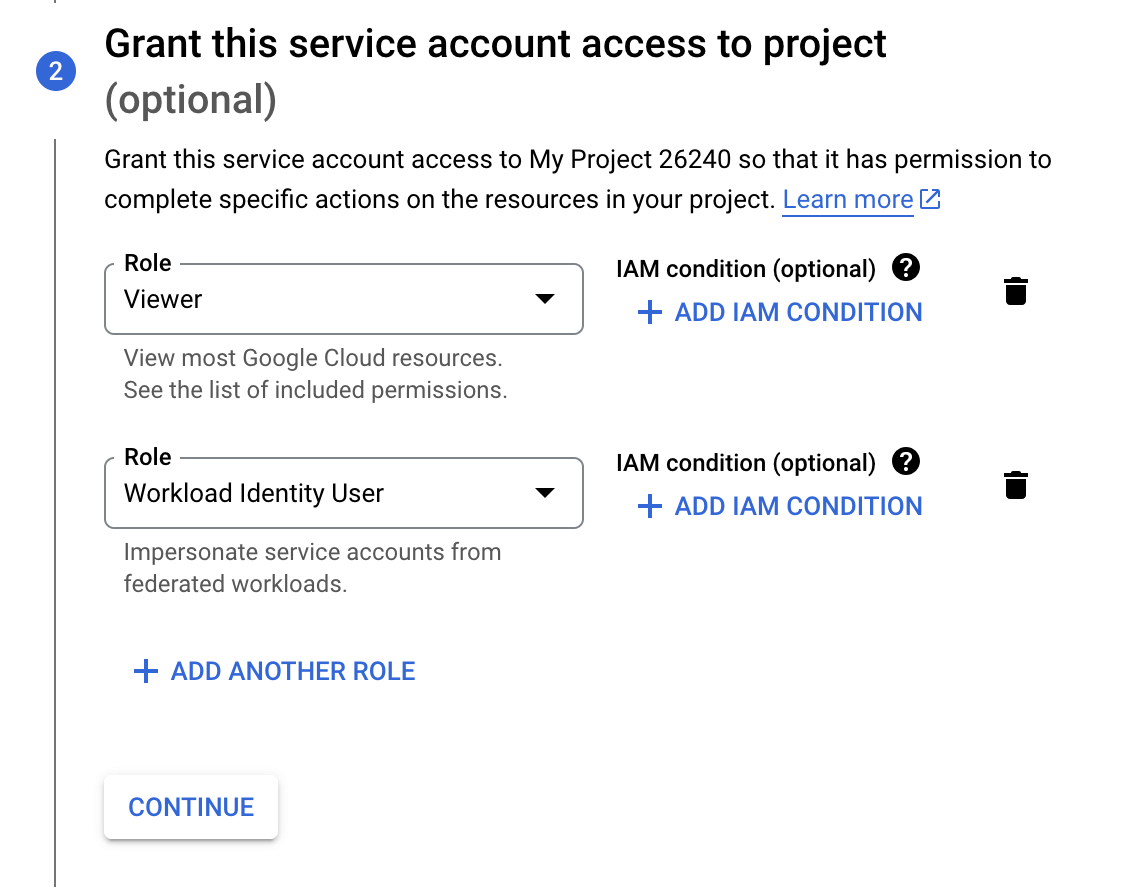 2
Grant this service account access to project
(optional)
Grant this service account access to My Project 26240 so that it has permission to
complete specific actions on the resources in your project. Learn more
Role
Viewer
IAM condition (optional) ?
+ ADD IAM CONDITION
View most Google Cloud resources.
See the list of included permissions.
Role
Workload Identity User
IAM condition (optional) ?
+ ADD IAM CONDITION
Impersonate service accounts from
federated workloads.
+ ADD ANOTHER ROLE
CONTINUE